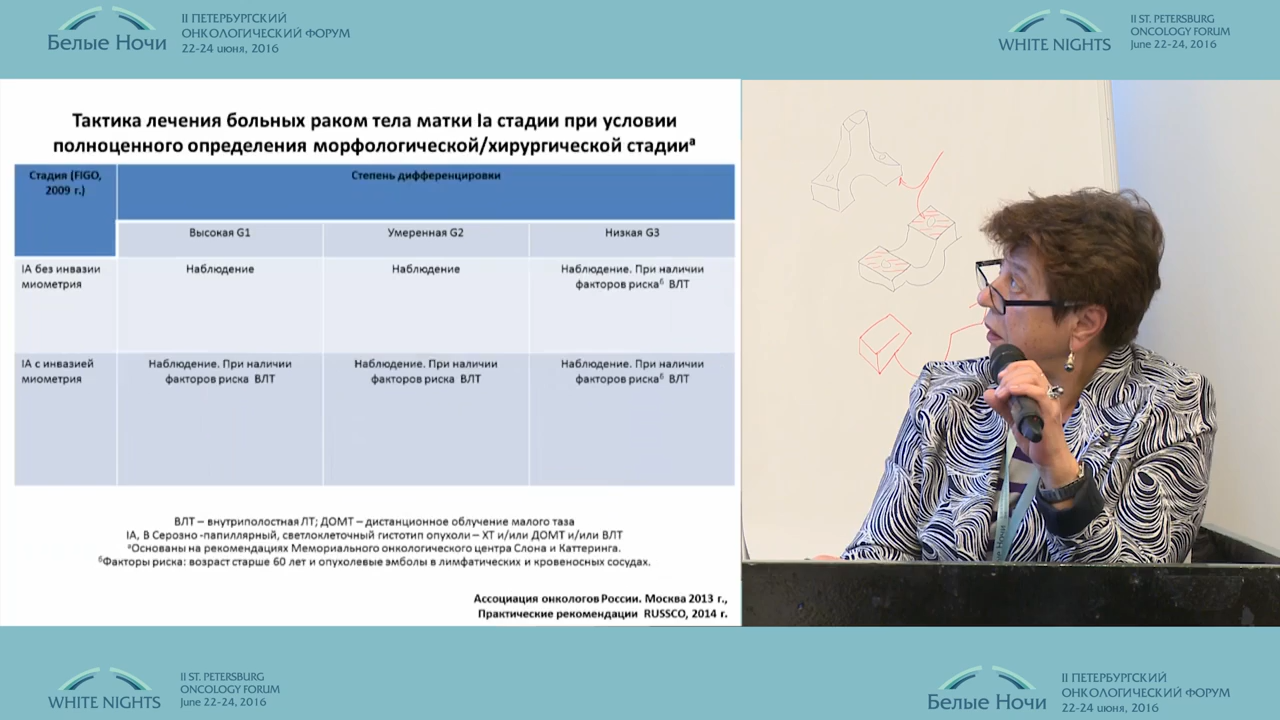 II ПЕТЕРБУРГСКИЙ
ОНКОЛОГИЧЕСКИЙ ФОРУМ
Белые Ночи
22-24 июня, 2016
II ST. PETERSBURG
ONCOLOGY FORUM
WHITE NIGHTS
June 22-24, 2016
Тактика лечения больных раком тела матки Ia стадии при условии
полноценного определения морфологической/хирургической стадииª
Стадия (FIGO,
2009 г.)
Степень дифференцировки
Высокая G1
Умеренная G2
Низкая G3
IA без инвазии
миометрия
Наблюдение
Наблюдение
Наблюдение. При наличии
факторов рискаᵟ ВЛТ
IA с инвазией
миометрия
Наблюдение. При наличии
факторов риска ВЛТ
Наблюдение. При наличии
факторов риска ВЛТ
Наблюдение. При наличии
факторов рискаᵟ ВЛТ
ВЛТ – внутриполостная ЛТ; ДОМТ – дистанционное облучение малого таза
IA, В Серозно -папиллярный, светлоклеточный гистотип опухоли – ХТ и/или ДОМТ и/или ВЛТ
ªОснованы на рекомендациях Мемориального онкологического центра Слона и Каттеринга.
ᵟФакторы риска: возраст старше 60 лет и опухолевые эмболы в лимфатических и кровеносных сосудах.
Ассоциация онкологов России. Москва 2013 г.,
Практические рекомендации RUSSCO, 2014 г.
II ST. PETERSBURG
ONCOLOGY FORUM
WHITE NIGHTS
June 22-24, 2016
II ПЕТЕРБУРГСКИЙ
ОНКОЛОГИЧЕСКИЙ ФОРУМ
Белые Ночи
22-24 июня, 2016